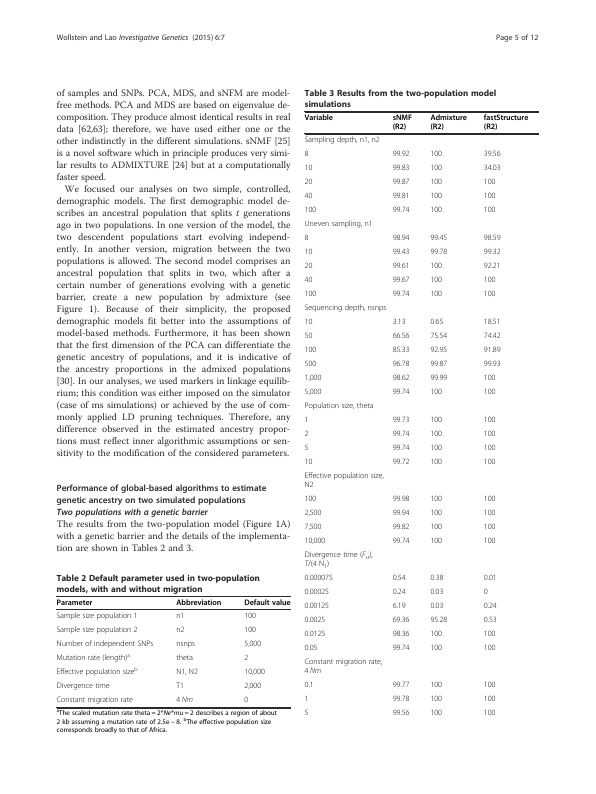 Wollstein and Lao Investigative Genetics (2015) 6:7
Page 5 of 12
of samples and SNPs. PCA, MDS, and sNFM are model-
free methods. PCA and MDS are based on eigenvalue de-
composition. They produce almost identical results in real
data [62,63]; therefore, we have used either one or the
other indistinctly in the different simulations. sNMF [25]
is a novel software which in principle produces very simi-
lar results to ADMIXTURE [24] but at a computationally
faster speed.
We focused our analyses on two simple, controlled,
demographic models. The first demographic model de-
scribes an ancestral population that splits t generations
ago in two populations. In one version of the model, the
two descendent populations start evolving independ-
ently. In another version, migration between the two
populations is allowed. The second model comprises an
ancestral population that splits in two, which after a
certain number of generations evolving with a genetic
barrier, create a new population by admixture (see
Figure 1). Because of their simplicity, the proposed
demographic models fit better into the assumptions of
model-based methods. Furthermore, it has been shown
that the first dimension of the PCA can differentiate the
genetic ancestry of populations, and it is indicative of
the ancestry proportions in the admixed populations
[30]. In our analyses, we used markers in linkage equilib-
rium; this condition was either imposed on the simulator
(case of ms simulations) or achieved by the use of com-
monly applied LD pruning techniques. Therefore, any
difference observed in the estimated ancestry propor-
tions must reflect inner algorithmic assumptions or sen-
sitivity to the modification of the considered parameters.
Performance of global-based algorithms to estimate
genetic ancestry on two simulated populations
Two populations with a genetic barrier
The results from the two-population model (Figure 1A)
with a genetic barrier and the details of the implementa-
tion are shown in Tables 2 and 3.
Table 2 Default parameter used in two-population
models, with and without migration
Parameter Abbreviation Default value
Sample size population 1 n1 100
Sample size population 2 n2 100
Number of independent SNPs nsnps 5,000
Mutation rate (length)a theta 2
Effective population sizeb N1, N2 10,000
Divergence time T1 2,000
Constant migration rate 4 Nm 0
aThe scaled mutation rate theta = 2*Ne*mu = 2 describes a region of about
2 kb assuming a mutation rate of 2.5e − 8. bThe effective population size
corresponds broadly to that of Africa.
Table 3 Results from the two-population model
simulations
Variable sNMF Admixture fastStructure
(R2) (R2) (R2)
Sampling depth, n1, n2
8 99.92 100 39.56
10 99.83 100 34.03
20 99.87 100 100
40 99.81 100 100
100 99.74 100 100
Uneven sampling, n1
8 98.94 99.45 98.59
10 99.43 99.78 99.32
20 99.61 100 92.21
40 99.67 100 100
100 99.74 100 100
Sequencing depth, nsnps
10 3.13 0.65 18.51
50 66.56 75.54 74.42
100 85.33 92.95 91.89
500 96.78 99.87 99.93
1,000 98.62 99.99 100
5,000 99.74 100 100
Population size, theta
1 99.73 100 100
2 99.74 100 100
5 99.74 100 100
10 99.72 100 100
Effective population size,
N2
100 99.98 100 100
2,500 99.94 100 100
7,500 99.82 100 100
10,000 99.74 100 100
Divergence time (Fst),
T/(4 N1)
0.000075 0.54 0.38 0.01
0.00025 0.24 0.03 0
0.00125 6.19 0.03 0.24
0.0025 69.36 95.28 0.53
0.0125 98.36 100 100
0.05 99.74 100 100
Constant migration rate,
4 Nm
0.1 99.77 100 100
1 99.78 100 100
5 99.56 100 100